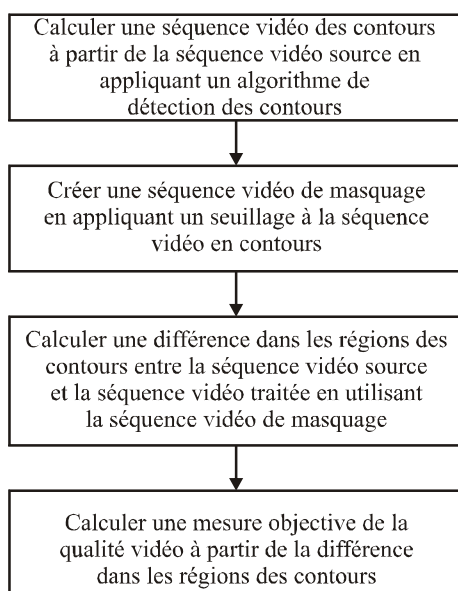 Calculer une séquence vidéo des contours
à partir de la séquence vidéo source en
appliquant un algorithme de
détection des contours
Créer une séquence vidéo de masquage
en appliquant un seuillage à la séquence
vidéo en contours
Calculer une différence dans les régions des
contours entre la séquence vidéo source
et la séquence vidéo traitée en utilisant
la séquence vidéo de masquage
Calculer une mesure objective de la
qualité vidéo à partir de la différence
dans les régions des contours